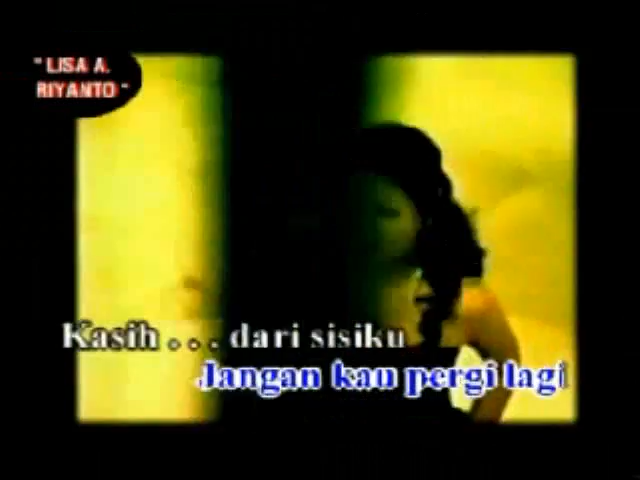 " LISA A.
RIYANTO "
Kasih . . . dari sisiku
Jangan kau pergi lagi